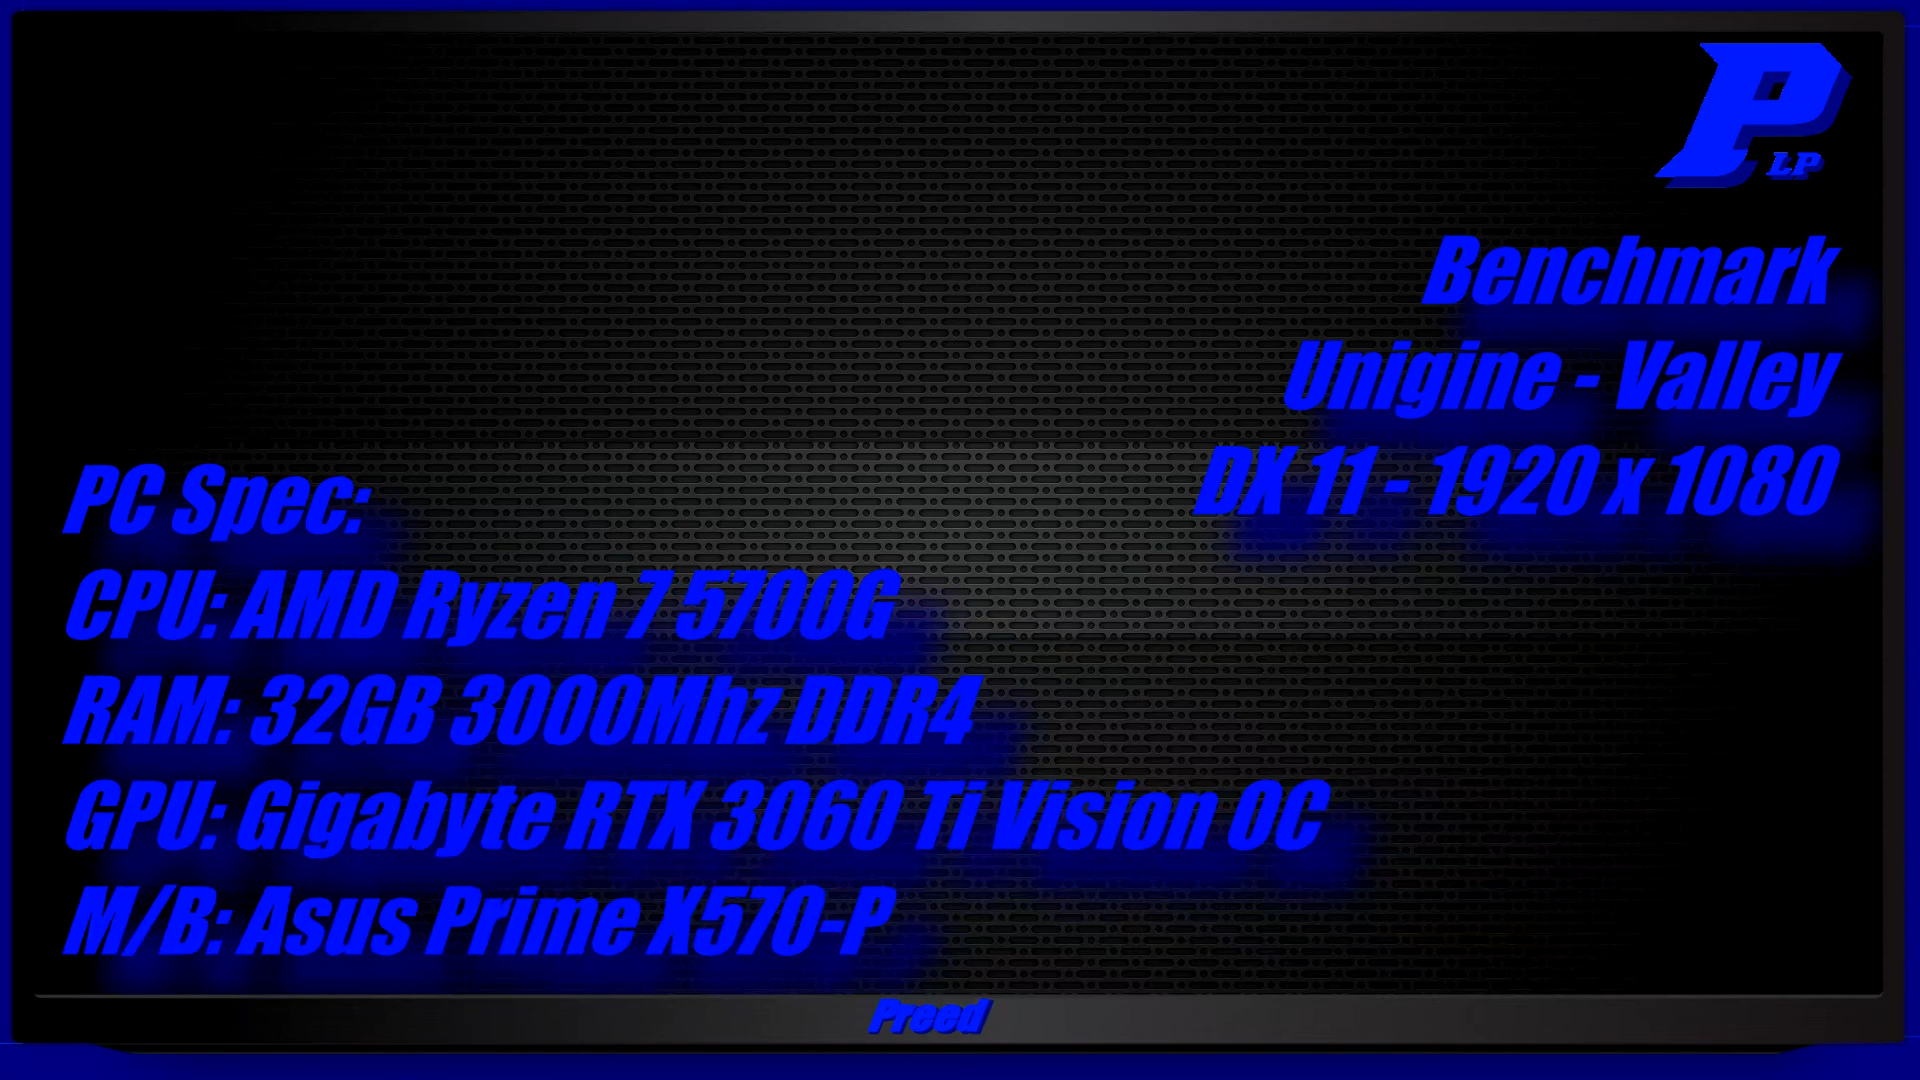 P
LP
Benchmark
Unigine - Valley
DX 11 - 1920 x 1080
PC Spec:
CPU: AMD Ryzen 7 5700G
RAM: 32GB 3000Mhz DDR4
GPU: Gigabyte RTX 3060 Ti Vision OC
M/B: Asus Prime X570-P
Preed